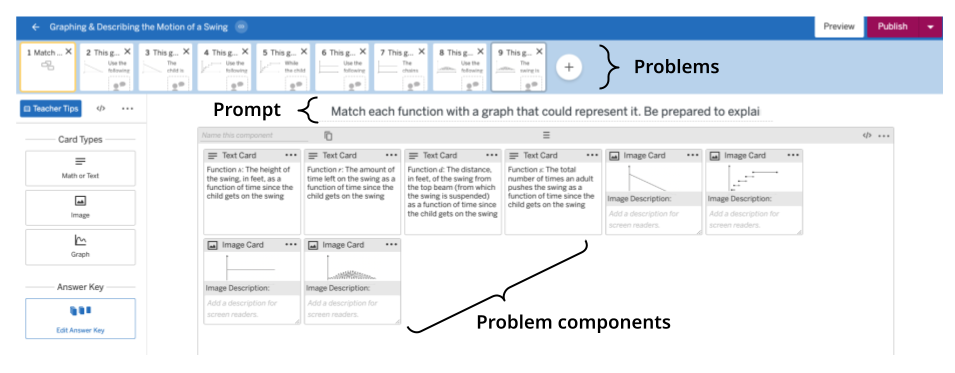 ← Graphing & Describing the Motion of a Swing
Preview
Publish
1 Match ... X
2 This g... X
3 This g... X
4 This g... X
5 This g... X
6 This g... X
7 This g... X
8 This g... X
9 This g... X
Use the following
The child is
Use the following
While the child
Use the following
The chains
Use the following
The swing is
+
Problems
Teacher Tips
</>
...
Prompt
Match each function with a graph that could represent it. Be prepared to explai
Name this component
</> ...
Card Types
Math or Text
Image
Graph
Answer Key
Edit Answer Key
Text Card ...
Function h: The height of
the swing, in feet, as a
function of time since the
child gets on the swing
Text Card ...
Function r: The amount of
time left on the swing as a
function of time since the
child gets on the swing
Text Card ...
Function d: The distance,
in feet, of the swing from
the top beam (from which
the swing is suspended)
as a function of time since
the child gets on the swing
Text Card ...
Function s: The total
number of times an adult
pushes the swing as a
function of time since the
child gets on the swing
Image Card ...
Image Description:
Add a description for
screen readers.
Image Card ...
Image Description:
Add a description for
screen readers.
Image Card ...
Image Description:
Add a description for
screen readers.
Image Card ...
Image Description:
Add a description for
screen readers.
Problem components